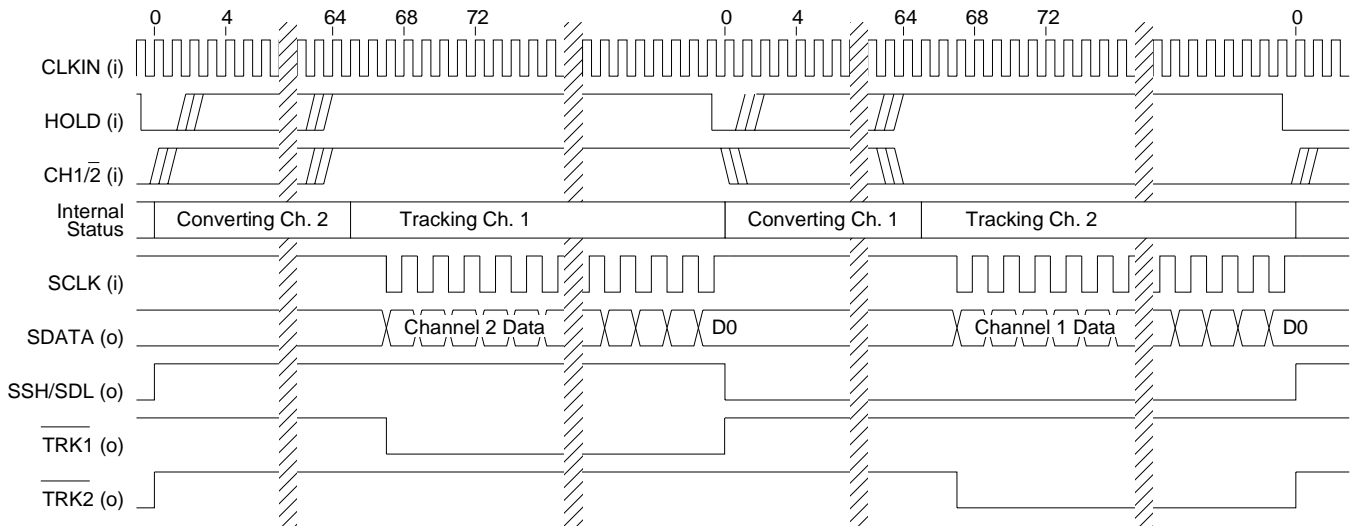 0 4 64 68 72 0 4 64 68 72 0
CLKIN (i)
HOLD (i)
CH1/2̅ (i)
Internal Status
Converting Ch. 2 Tracking Ch. 1 Converting Ch. 1 Tracking Ch. 2
SCLK (i)
SDATA (o) Channel 2 Data D0 Channel 1 Data D0
SSH/SDL (o)
T̅R̅K̅1̅ (o)
T̅R̅K̅2̅ (o)